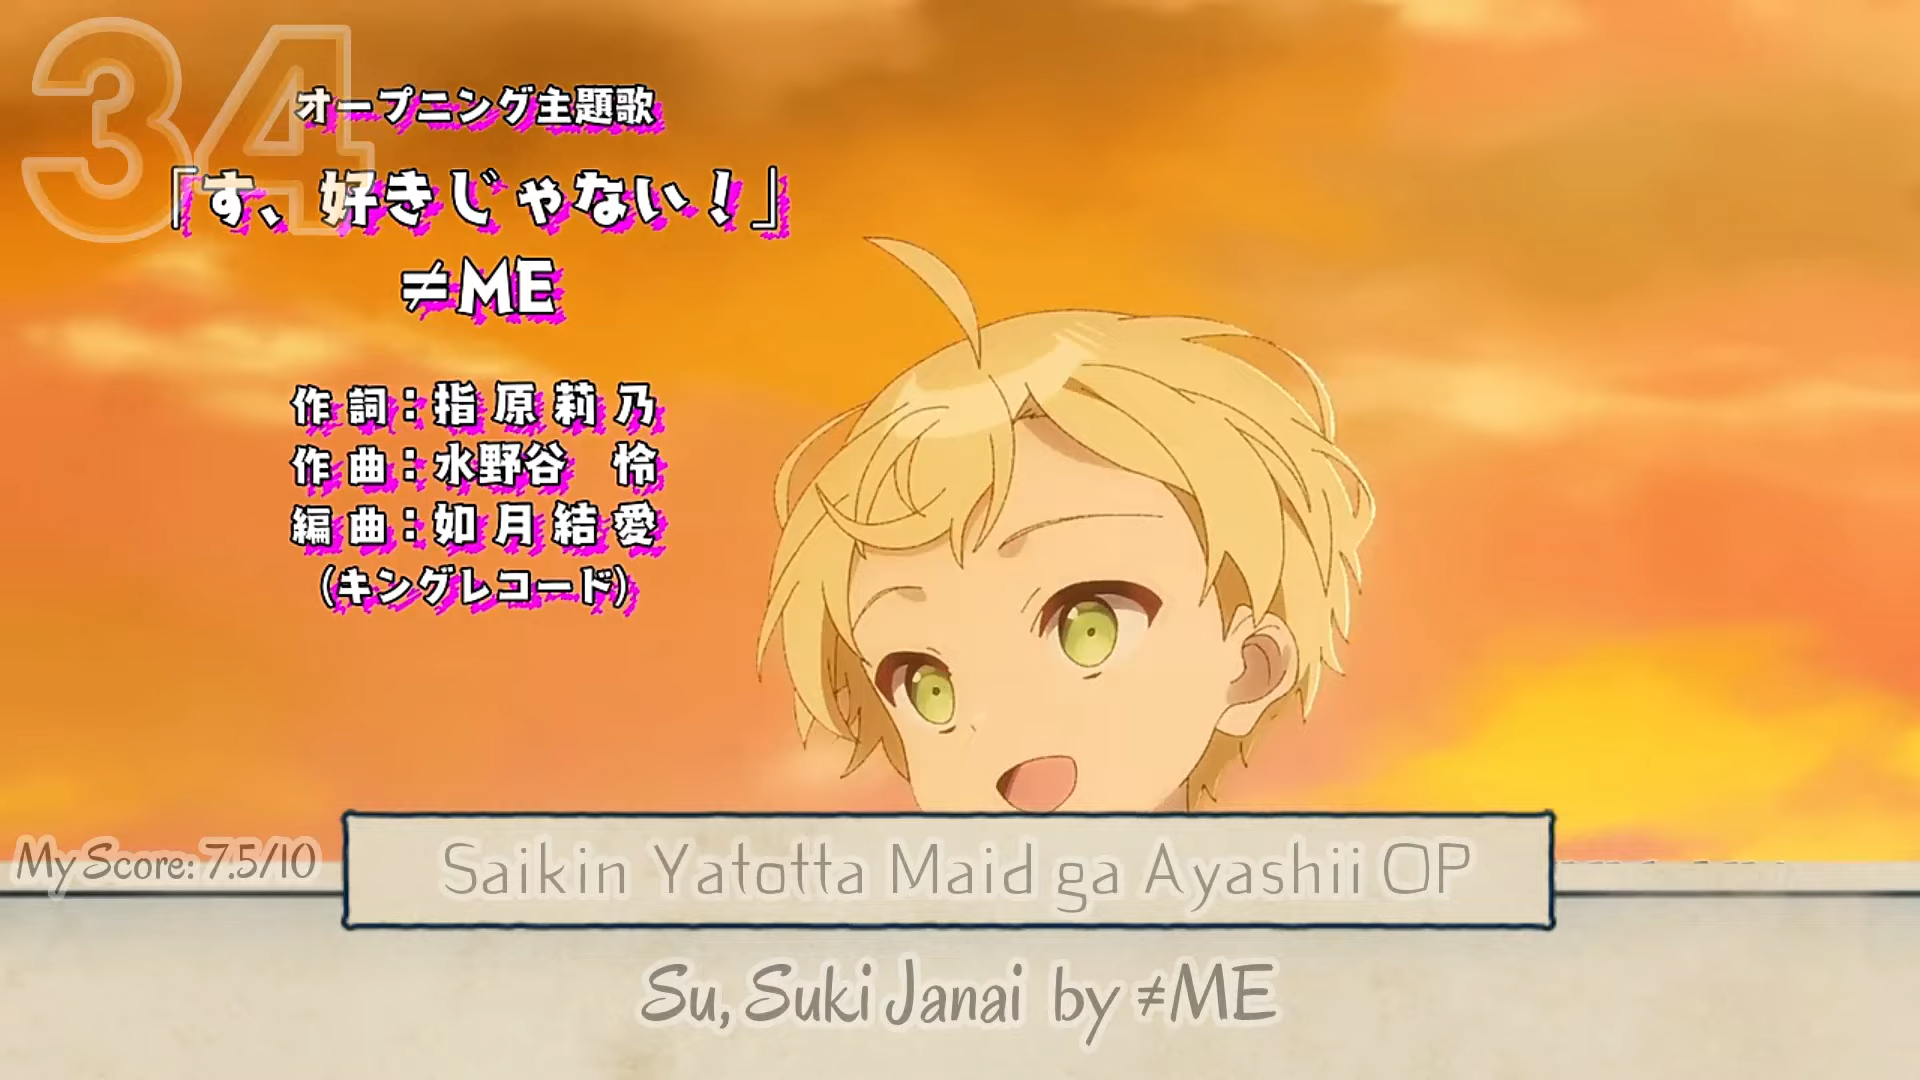 34
オープニング主題歌
「す、好きじゃない！」
≠ME
作詞：指原莉乃
作曲：水野谷　怜
編曲：如月結愛
（キングレコード）
My Score: 7.5/10
Saikin Yatotta Maid ga Ayashii OP
Su, Suki Janai by ≠ME